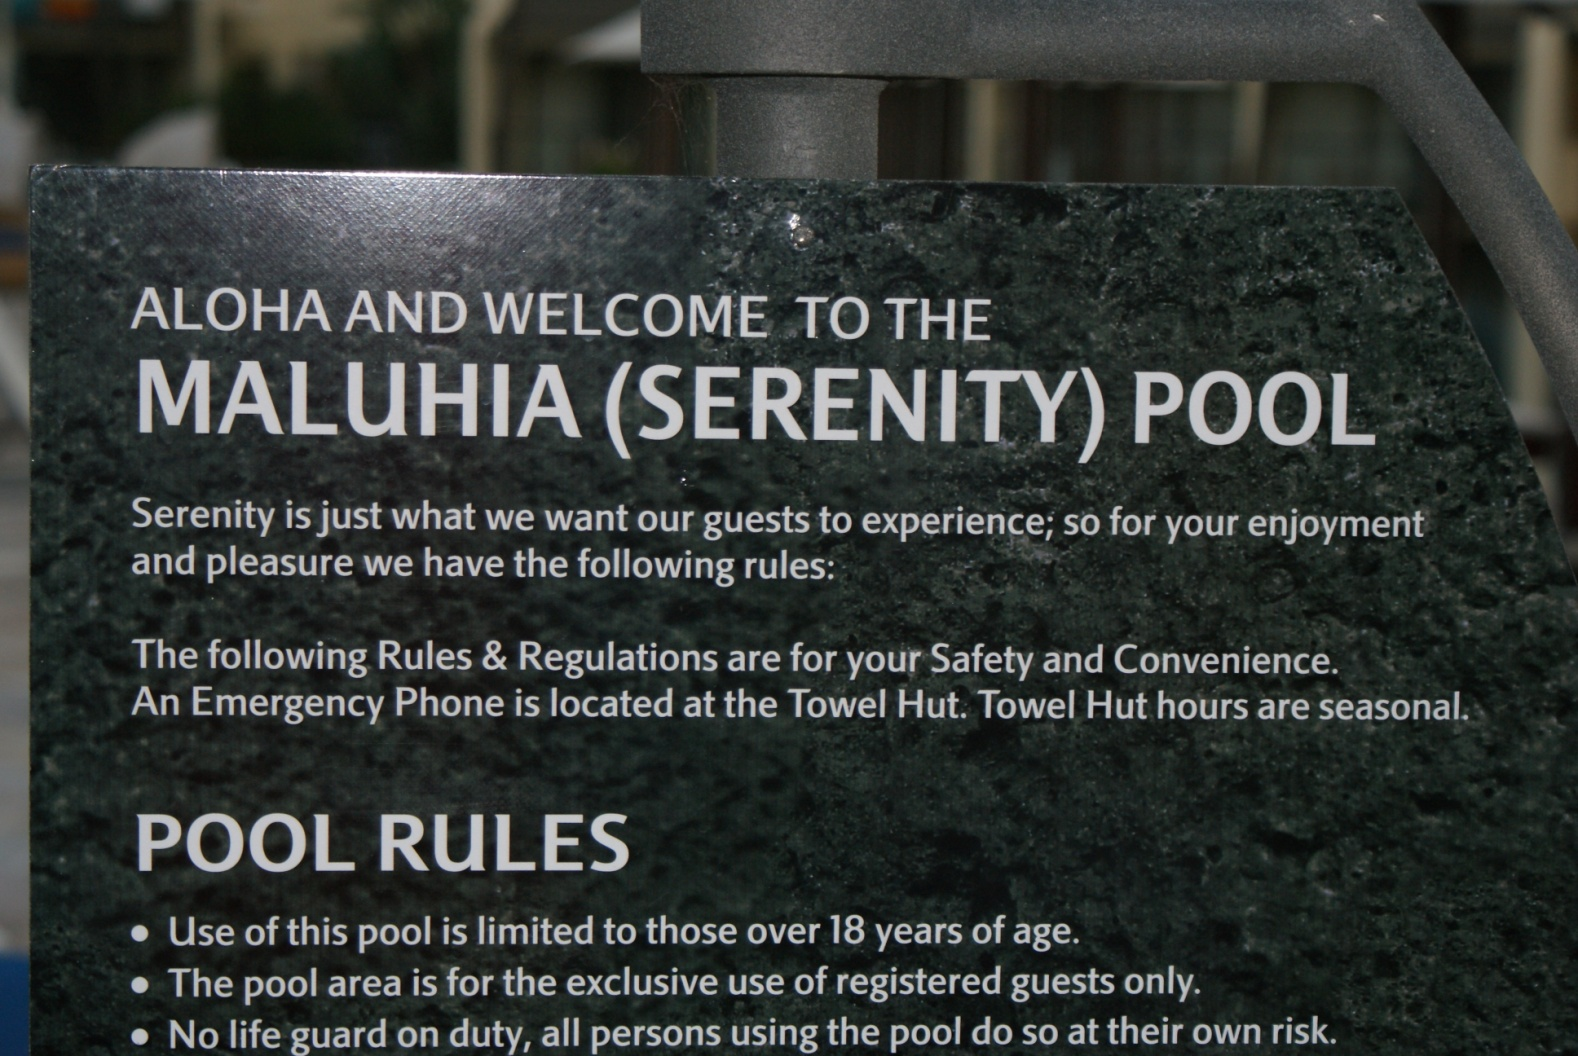 ALOHA AND WELCOME TO THE
MALUHIA (SERENITY) POOL
Serenity is just what we want our guests to experience; so for your enjoyment
and pleasure we have the following rules:
The following Rules & Regulations are for your Safety and Convenience.
An Emergency Phone is located at the Towel Hut. Towel Hut hours are seasonal.
POOL RULES
• Use of this pool is limited to those over 18 years of age.
• The pool area is for the exclusive use of registered guests only.
• No life guard on duty, all persons using the pool do so at their own risk.